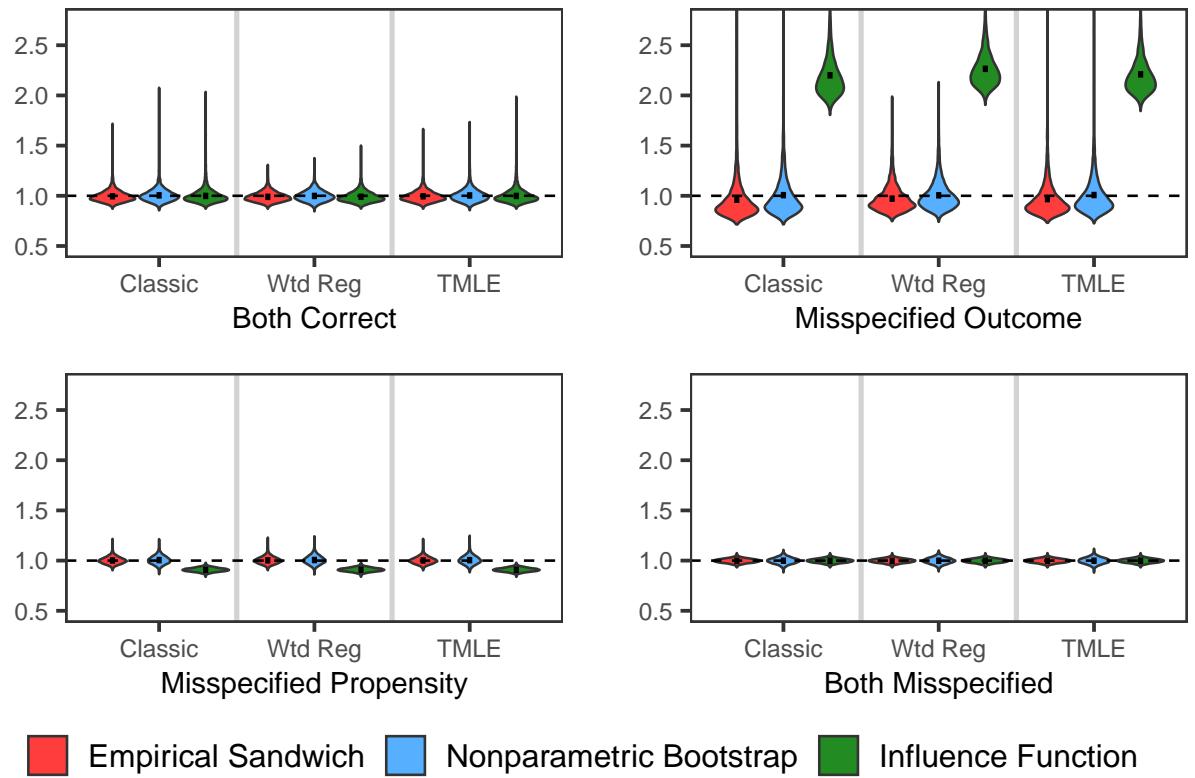 2.5
2.0
1.5
1.0
0.5
Classic Wtd Reg TMLE
Both Correct
2.5
2.0
1.5
1.0
0.5
Classic Wtd Reg TMLE
Misspecified Outcome
2.5
2.0
1.5
1.0
0.5
Classic Wtd Reg TMLE
Misspecified Propensity
2.5
2.0
1.5
1.0
0.5
Classic Wtd Reg TMLE
Both Misspecified
Empirical Sandwich Nonparametric Bootstrap Influence Function